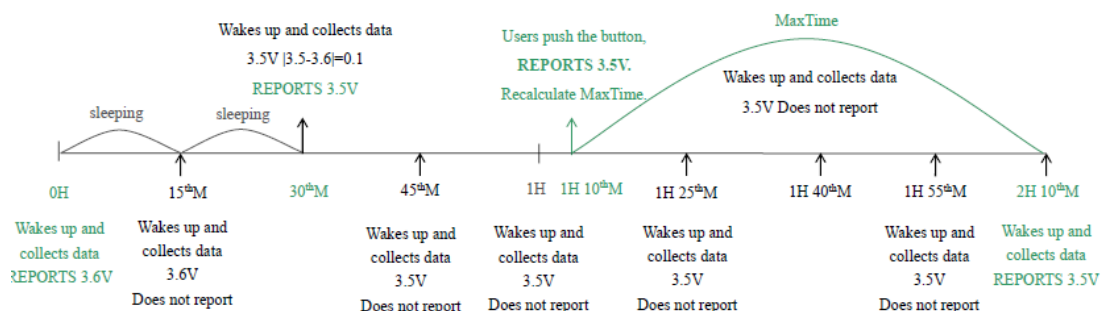 Wakes up and collects data
3.5V |3.5-3.6|=0.1
REPORTS 3.5V
Users push the button,
REPORTS 3.5V.
Recalculate MaxTime.
MaxTime
Wakes up and collects data
3.5V Does not report
sleeping
sleeping
0H
15thM
30thM
45thM
1H
1H 10thM
1H 25thM
1H 40thM
1H 55thM
2H 10thM
Wakes up and
collects data
REPORTS 3.6V
Wakes up and
collects data
3.6V
Does not report
Wakes up and
collects data
3.5V
Does not report
Wakes up and
collects data
3.5V
Does not report
Wakes up and
collects data
3.5V
Does not report
Wakes up and
collects data
3.5V
Does not report
Wakes up and
collects data
REPORTS 3.5V